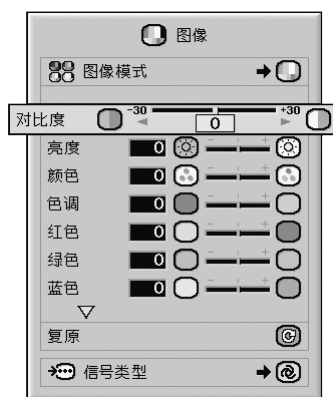 图像
图像模式
对比度 -30 0 +30
亮度 0 - +
颜色 0 - +
色调 0 - +
红色 0 - +
绿色 0 - +
蓝色 0 - +
复原
信号类型